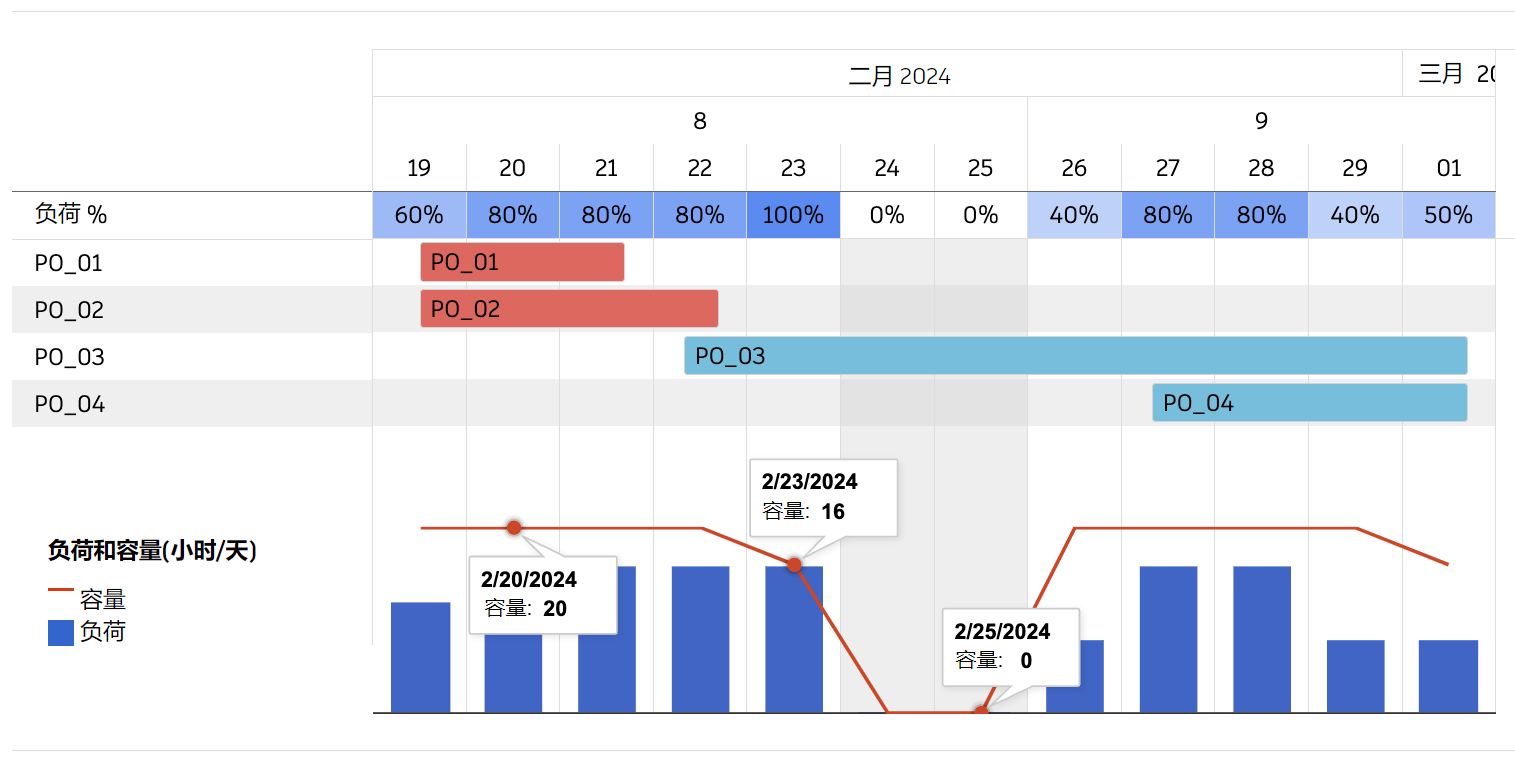 二月 2024 三月
8 9
19 20 21 22 23 24 25 26 27 28 29 01
负荷 % 60% 80% 80% 80% 100% 0% 0% 40% 80% 80% 40% 50%
PO_01 PO_01
PO_02 PO_02
PO_03 PO_03
PO_04 PO_04
2/23/2024
容量: 16
负荷和容量(小时/天)
2/20/2024
容量: 20
容量
负荷
2/25/2024
容量: 0